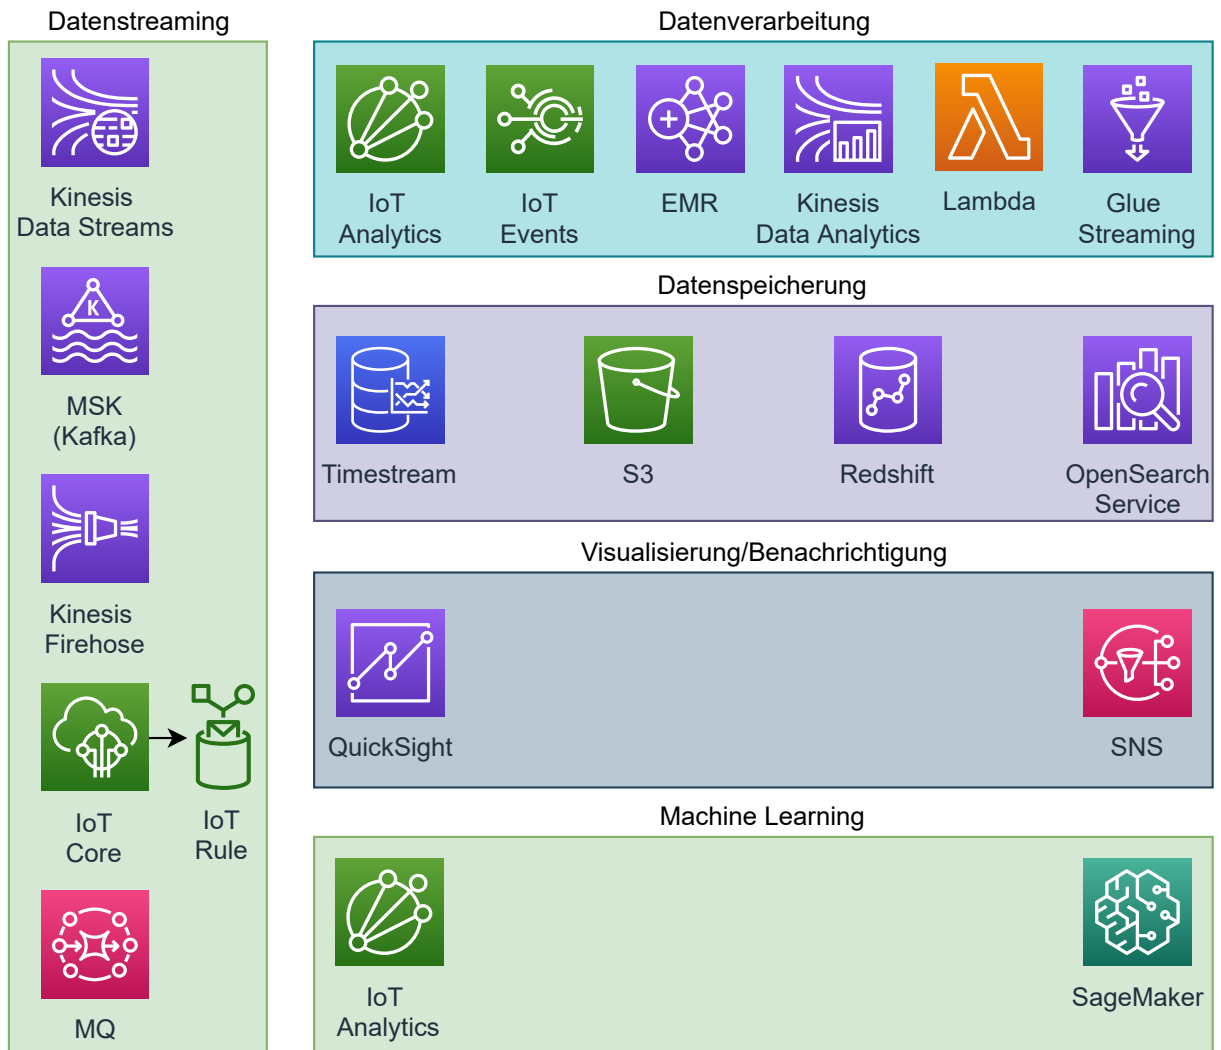 Datenstreaming
Kinesis
Data Streams
K
MSK
(Kafka)
Kinesis
Firehose
IoT
Core
IoT
Rule
MQ
Datenverarbeitung
IoT
Analytics
IoT
Events
EMR
Kinesis
Data Analytics
Lambda
Glue
Streaming
Datenspeicherung
Timestream
S3
Redshift
OpenSearch
Service
Visualisierung/Benachrichtigung
QuickSight
SNS
Machine Learning
IoT
Analytics
SageMaker